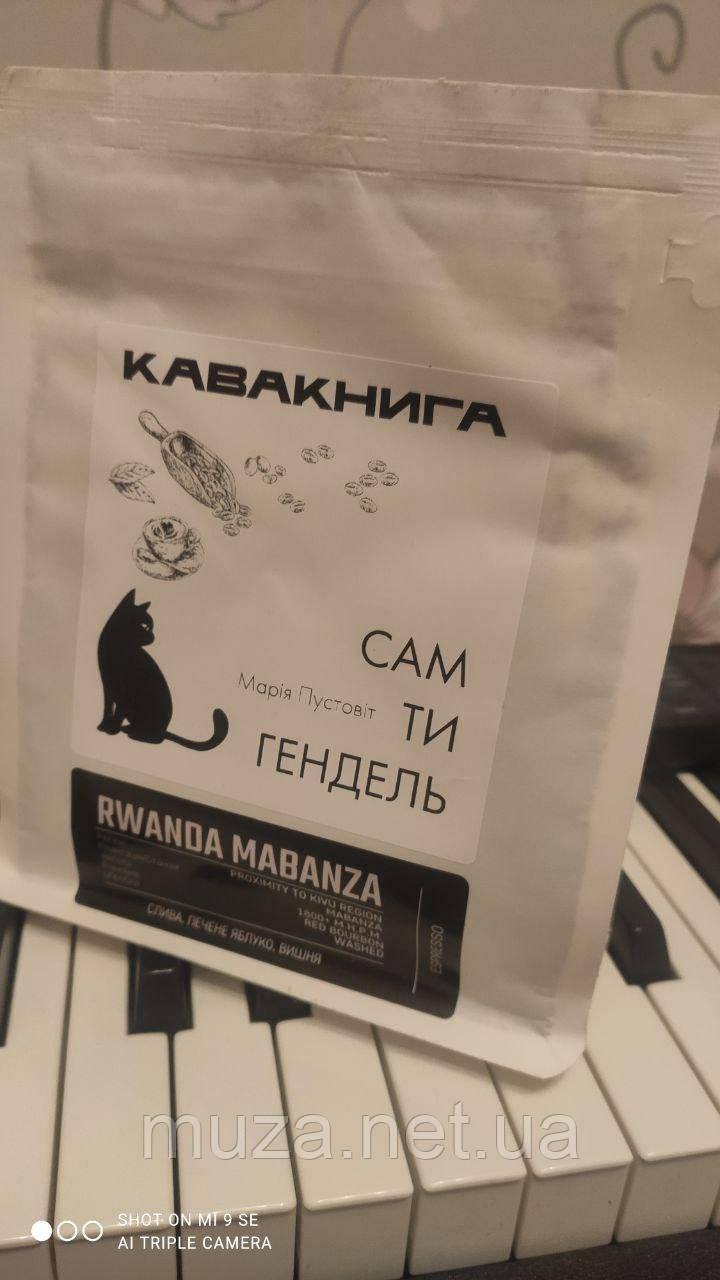 КАВАКНИГА
САМ
Марія Пустовіт
ТИ
ГЕНДЕЛЬ
RWANDA MABANZA
PROXIMITY TO KIVU REGION
MABANZA
1600+ М.Н.Р.М.
RED BOURBON
WASHED
СЛИВА, ПЕЧЕНЕ ЯБЛУКО, ВИШНЯ
ESPRESSO
muza.net.ua
SHOT ON MI 9 SE
AI TRIPLE CAMERA